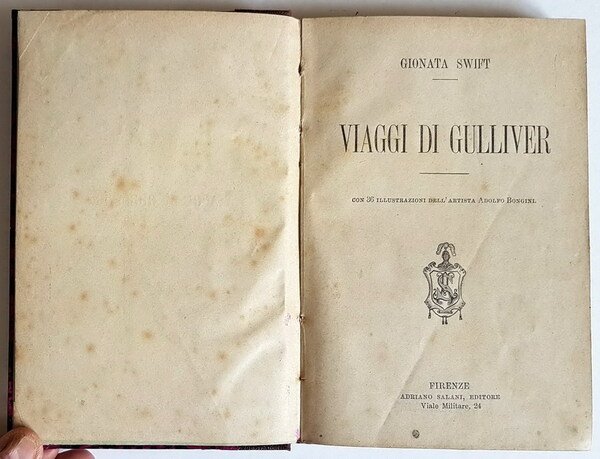 GIONATA SWIFT
VIAGGI DI GULLIVER
CON 36 ILLUSTRAZIONI DELL'ARTISTA ADOLFO BONGINI.
FIRENZE
ADRIANO SALANI, EDITORE
Viale Militare, 24